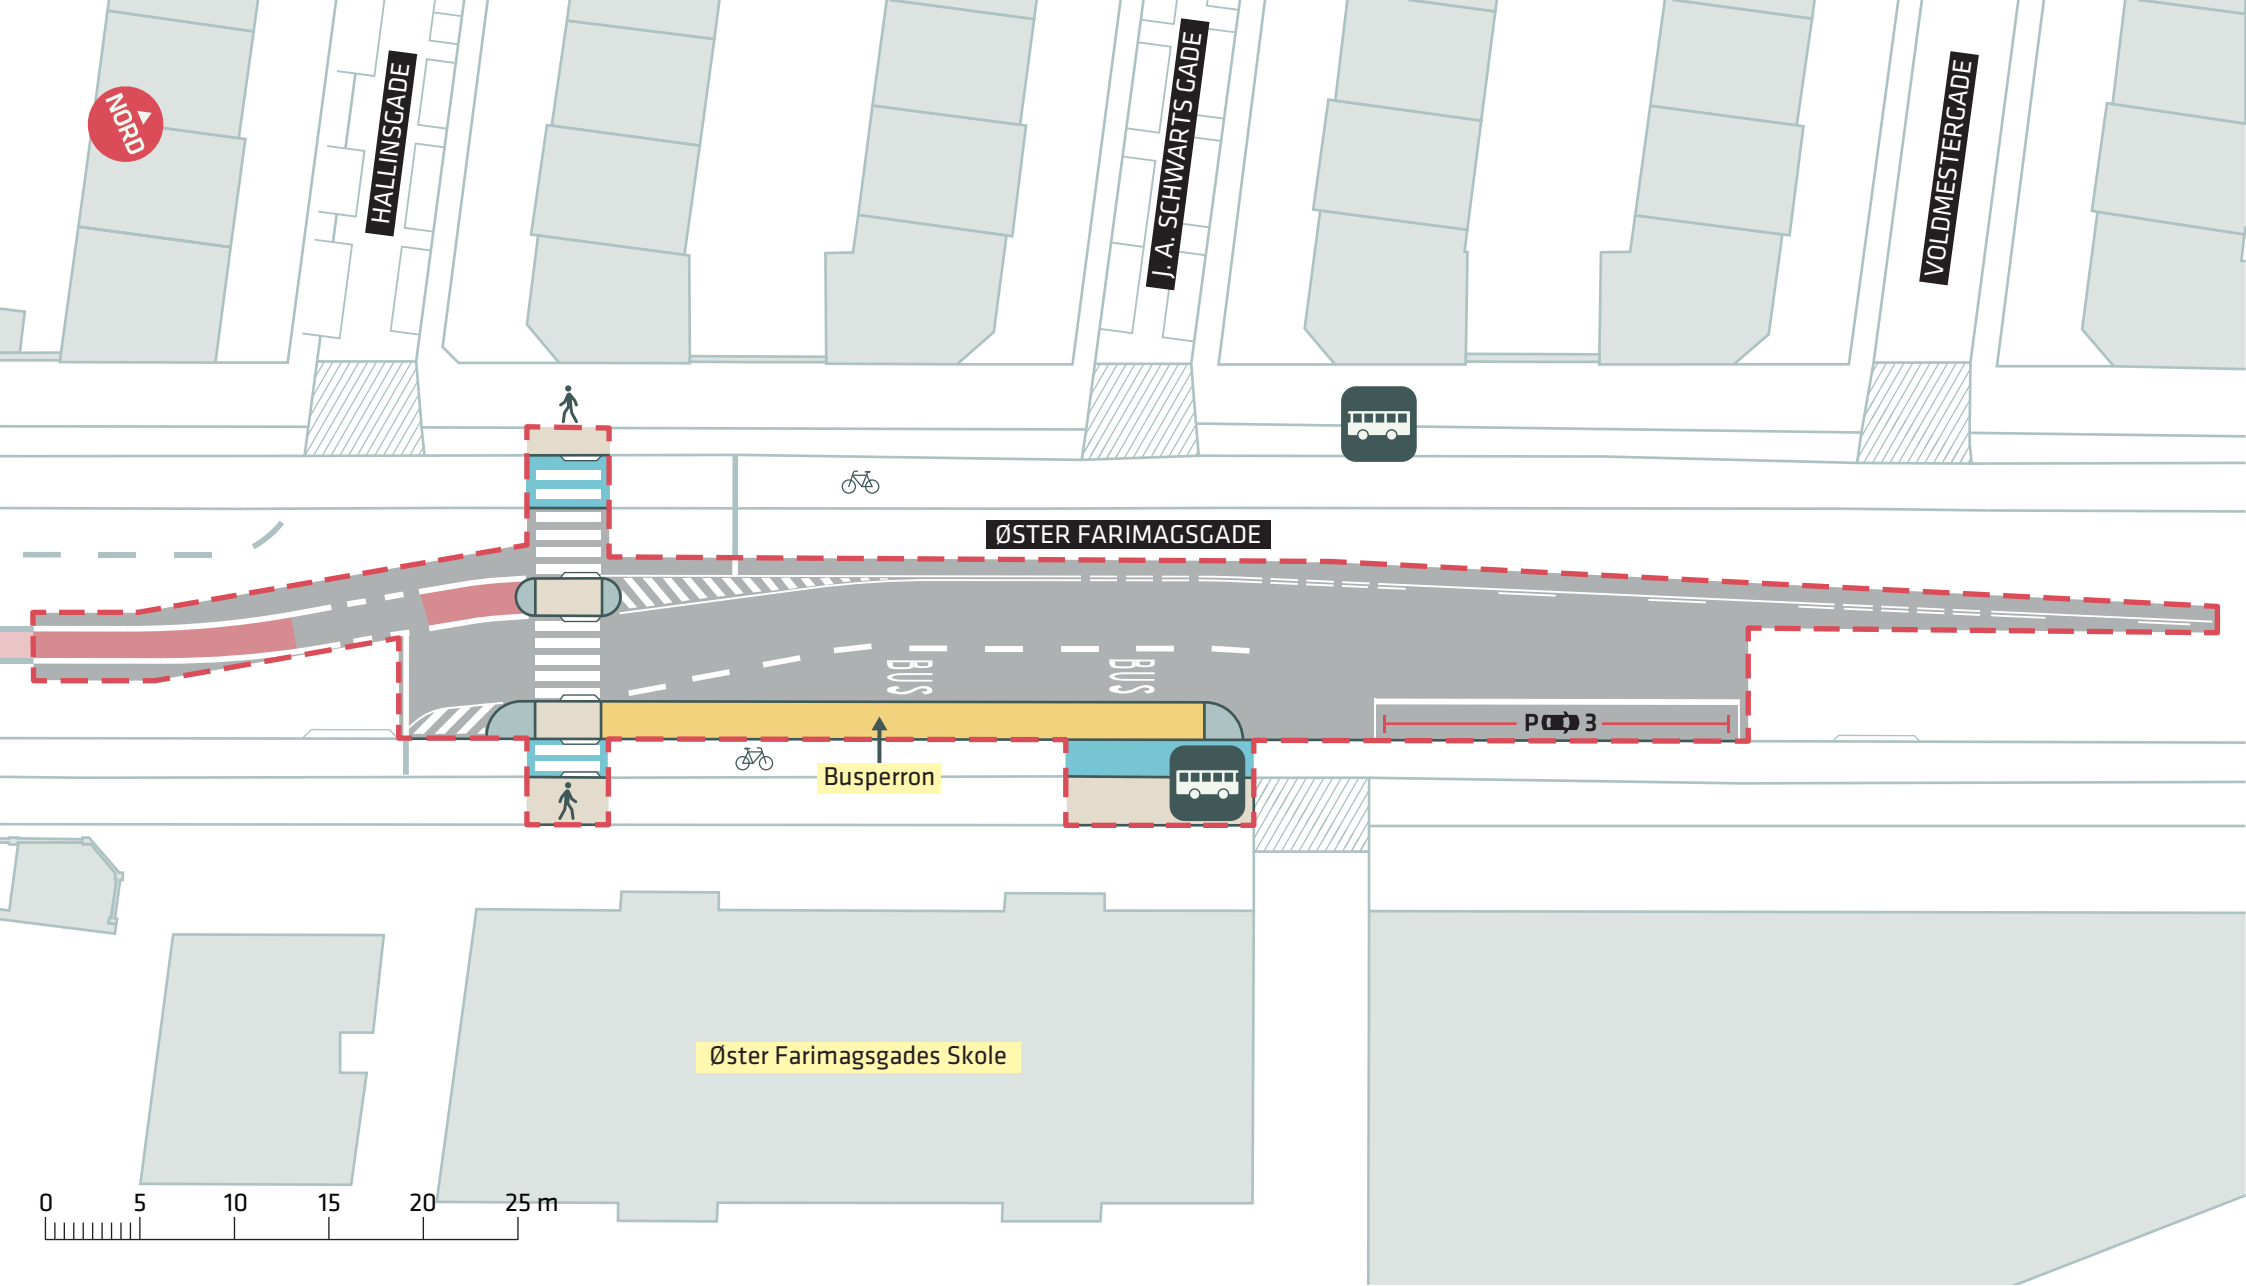 NORD
HALLINSGADE
J. A. SCHWARTS GADE
VOLDMESTERGADE
ØSTER FARIMAGSGADE
BUS
BUS
P 3
Busperron
Øster Farimagsgades Skole
0 5 10 15 20 25 m